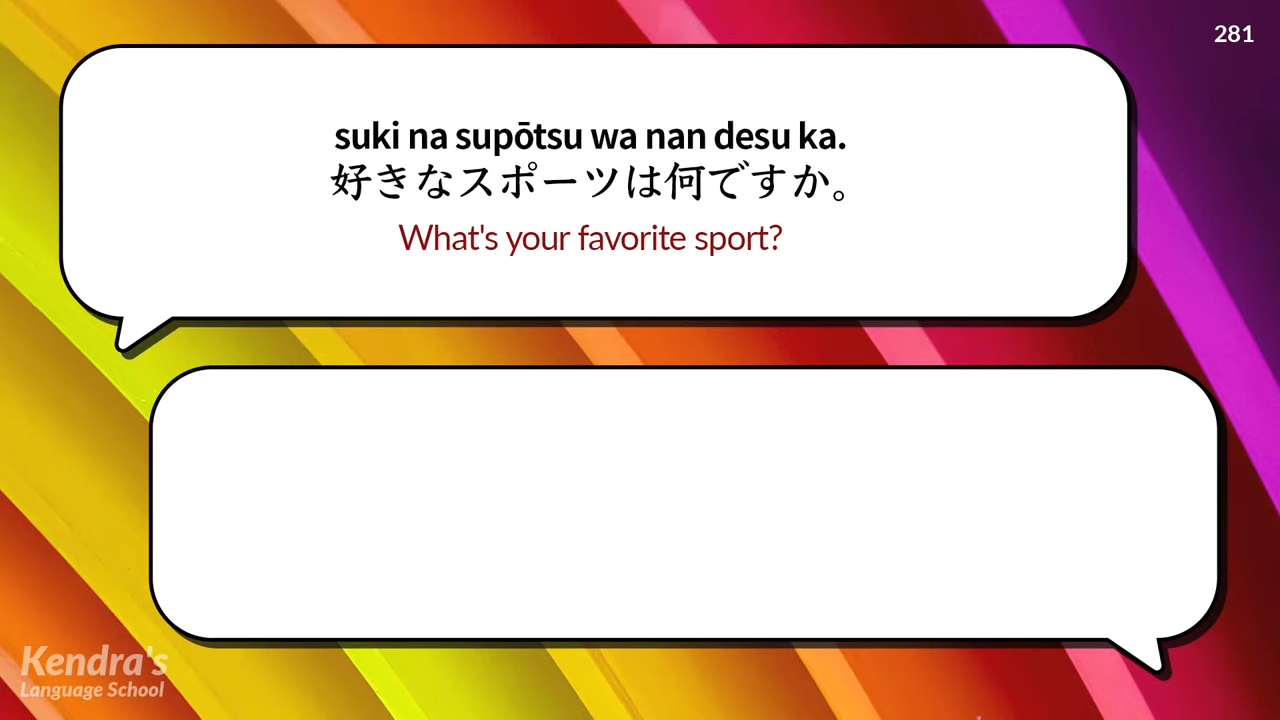 281
suki na supōtsu wa nan desu ka.
好きなスポーツは何ですか。
What's your favorite sport?
Kendra's
Language School